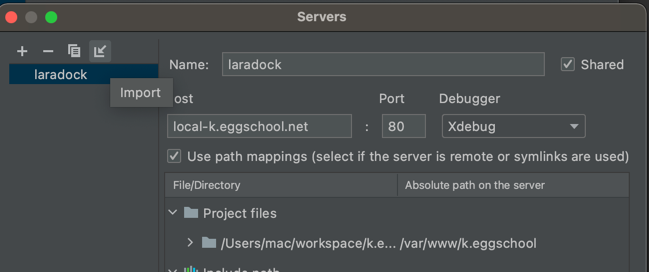 Servers
laradock
Import
Name: laradock Shared
ost Port Debugger
local-k.eggschool.net : 80 Xdebug
Use path mappings (select if the server is remote or symlinks are used)
File/Directory Absolute path on the server
Project files
/Users/mac/workspace/k.e... /var/www/k.eggschool
Include path